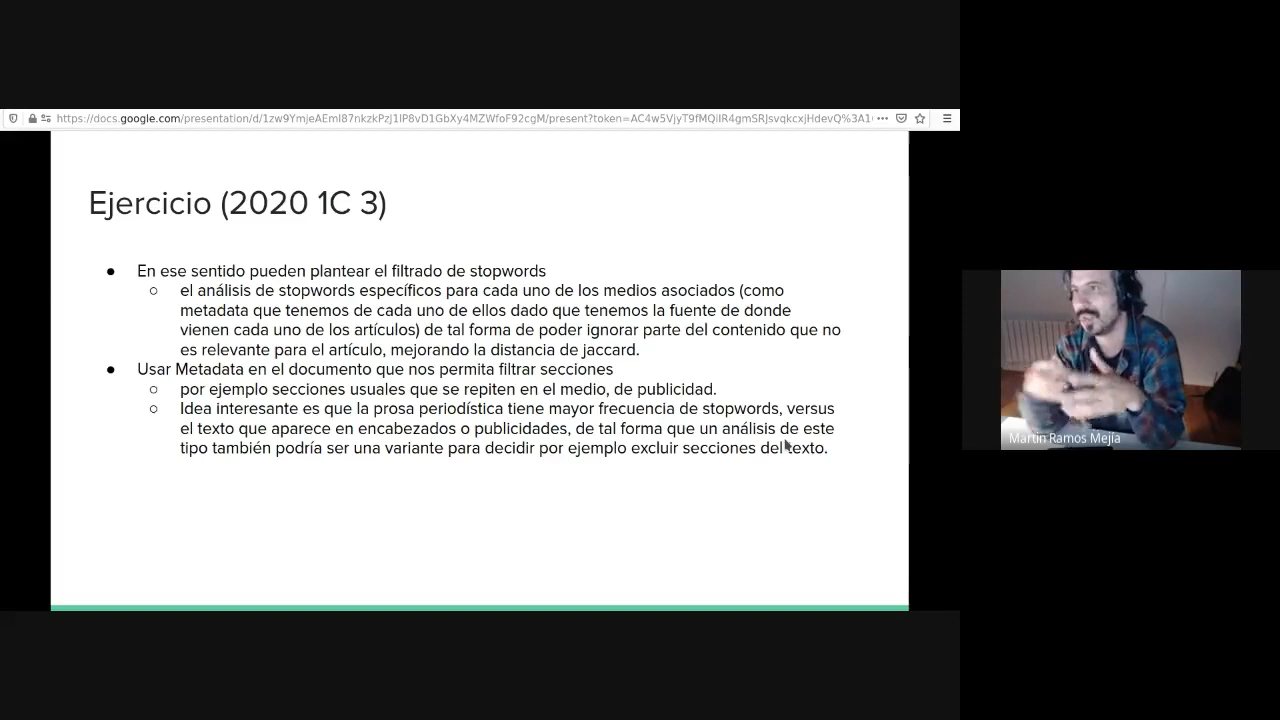 https://docs.google.com/presentation/d/1zw9YmjeAEmI87nkzkPzJ1lP8vD1GbXy4MZWfoF92cgM/present?token=AC4w5VjyT9fMQiIR4gmSRJsvqkcxjHdevQ%3A1
Ejercicio (2020 1C 3)
● En ese sentido pueden plantear el filtrado de stopwords
○ el análisis de stopwords específicos para cada uno de los medios asociados (como
metadata que tenemos de cada uno de ellos dado que tenemos la fuente de donde
vienen cada uno de los artículos) de tal forma de poder ignorar parte del contenido que no
es relevante para el artículo, mejorando la distancia de jaccard.
● Usar Metadata en el documento que nos permita filtrar secciones
○ por ejemplo secciones usuales que se repiten en el medio, de publicidad.
○ Idea interesante es que la prosa periodística tiene mayor frecuencia de stopwords, versus
el texto que aparece en encabezados o publicidades, de tal forma que un análisis de este
tipo también podría ser una variante para decidir por ejemplo excluir secciones del texto.
Martín Ramos Mejía